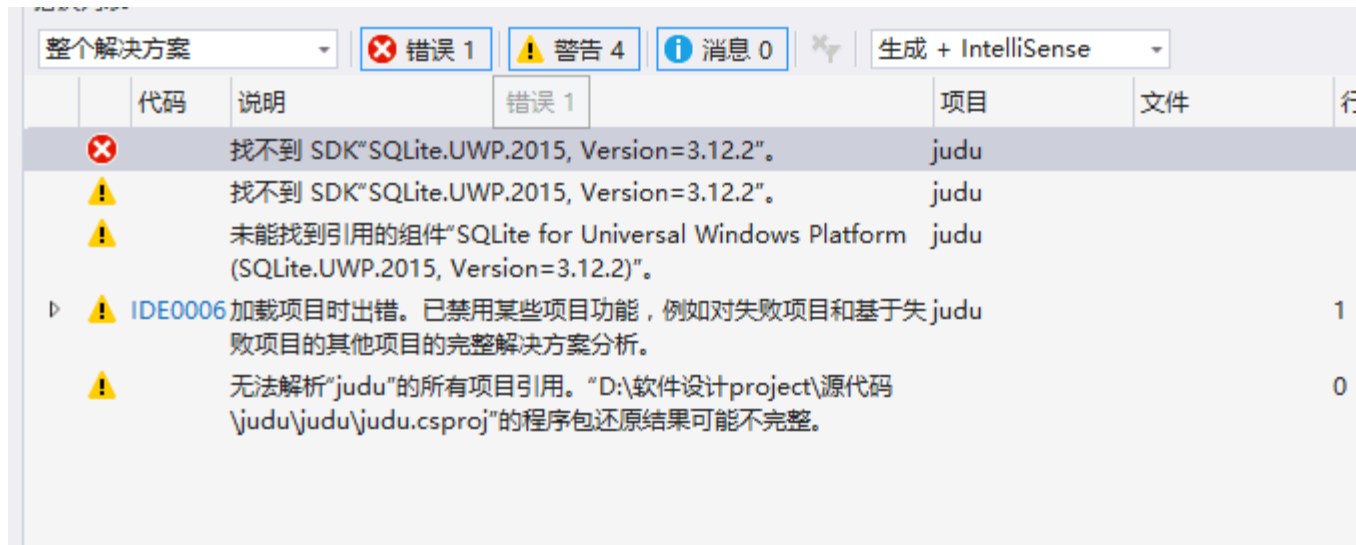 整个解决方案 错误 1 警告 4 消息 0 生成 + IntelliSense
代码 说明 错误 1 项目 文件 行
找不到 SDK“SQLite.UWP.2015, Version=3.12.2”。 judu
找不到 SDK“SQLite.UWP.2015, Version=3.12.2”。 judu
未能找到引用的组件“SQLite for Universal Windows Platform judu
(SQLite.UWP.2015, Version=3.12.2)”。
IDE0006 加载项目时出错。已禁用某些项目功能，例如对失败项目和基于失 judu 1
败项目的其他项目的完整解决方案分析。
无法解析“judu”的所有项目引用。“D:\软件设计project\源代码 0
\judu\judu\judu.csproj”的程序包还原结果可能不完整。